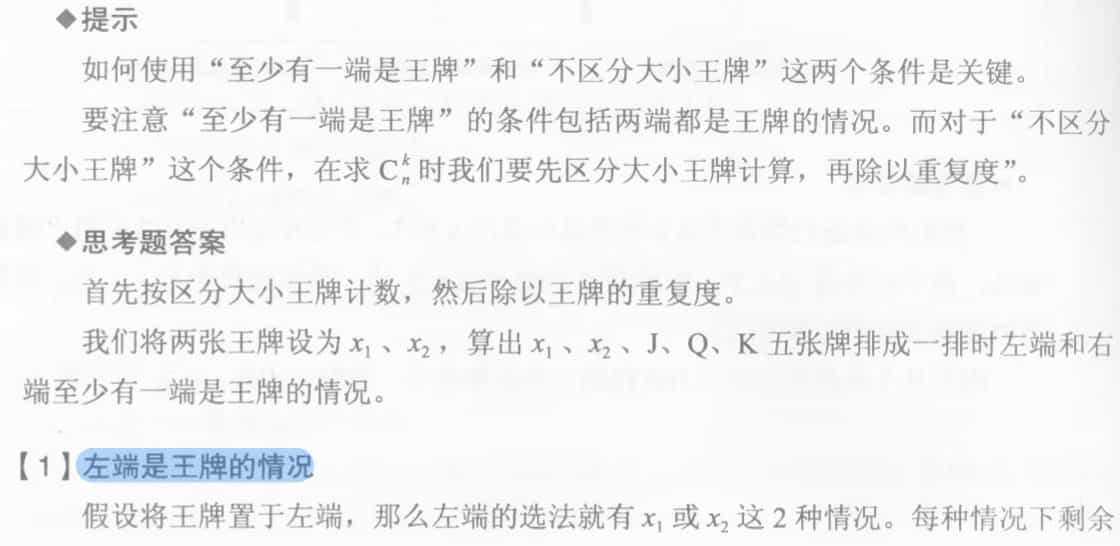 ◆提示
如何使用“至少有一端是王牌”和“不区分大小王牌”这两个条件是关键。
要注意“至少有一端是王牌”的条件包括两端都是王牌的情况。而对于“不区分
大小王牌”这个条件，在求 Cₙᵏ 时我们要先区分大小王牌计算，再除以重复度”。
◆思考题答案
首先按区分大小王牌计数，然后除以王牌的重复度。
我们将两张王牌设为 x₁、x₂，算出 x₁、x₂、J、Q、K 五张牌排成一排时左端和右
端至少有一端是王牌的情况。
【1】左端是王牌的情况
假设将王牌置于左端，那么左端的选法就有 x₁ 或 x₂ 这 2 种情况。每种情况下剩余